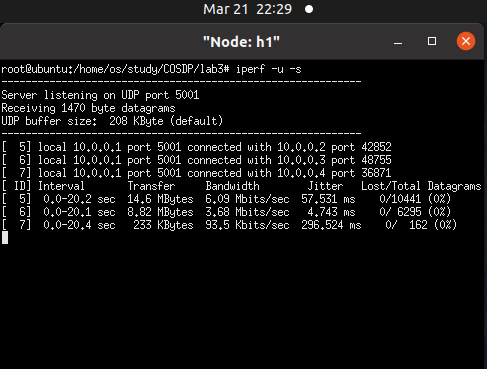 Mar 21 22:29
"Node: h1"
root@ubuntu:/home/os/study/COSDP/lab3# iperf -u -s
------------------------------------------------------------
Server listening on UDP port 5001
Receiving 1470 byte datagrams
UDP buffer size:  208 KByte (default)
------------------------------------------------------------
[  5] local 10.0.0.1 port 5001 connected with 10.0.0.2 port 42852
[  6] local 10.0.0.1 port 5001 connected with 10.0.0.3 port 48755
[  7] local 10.0.0.1 port 5001 connected with 10.0.0.4 port 36871
[ ID] Interval       Transfer     Bandwidth        Jitter   Lost/Total Datagrams
[  5]  0.0-20.2 sec  14.6 MBytes  6.09 Mbits/sec  57.531 ms    0/10441 (0%)
[  6]  0.0-20.1 sec  8.82 MBytes  3.68 Mbits/sec   4.743 ms    0/ 6295 (0%)
[  7]  0.0-20.4 sec   233 KBytes  93.5 Kbits/sec  296.524 ms    0/  162 (0%)